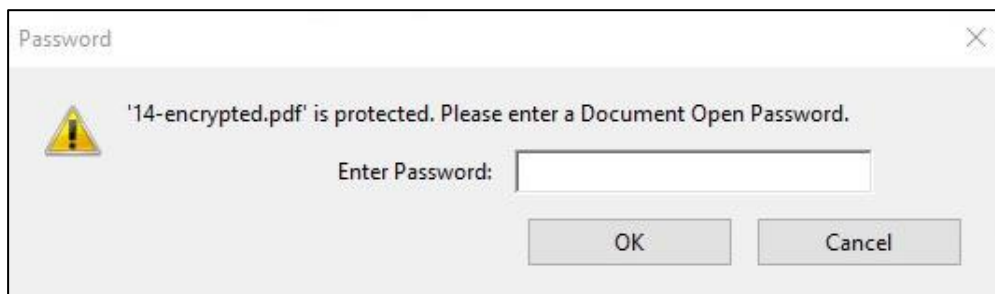 Password
'14-encrypted.pdf' is protected. Please enter a Document Open Password.
Enter Password:
OK Cancel